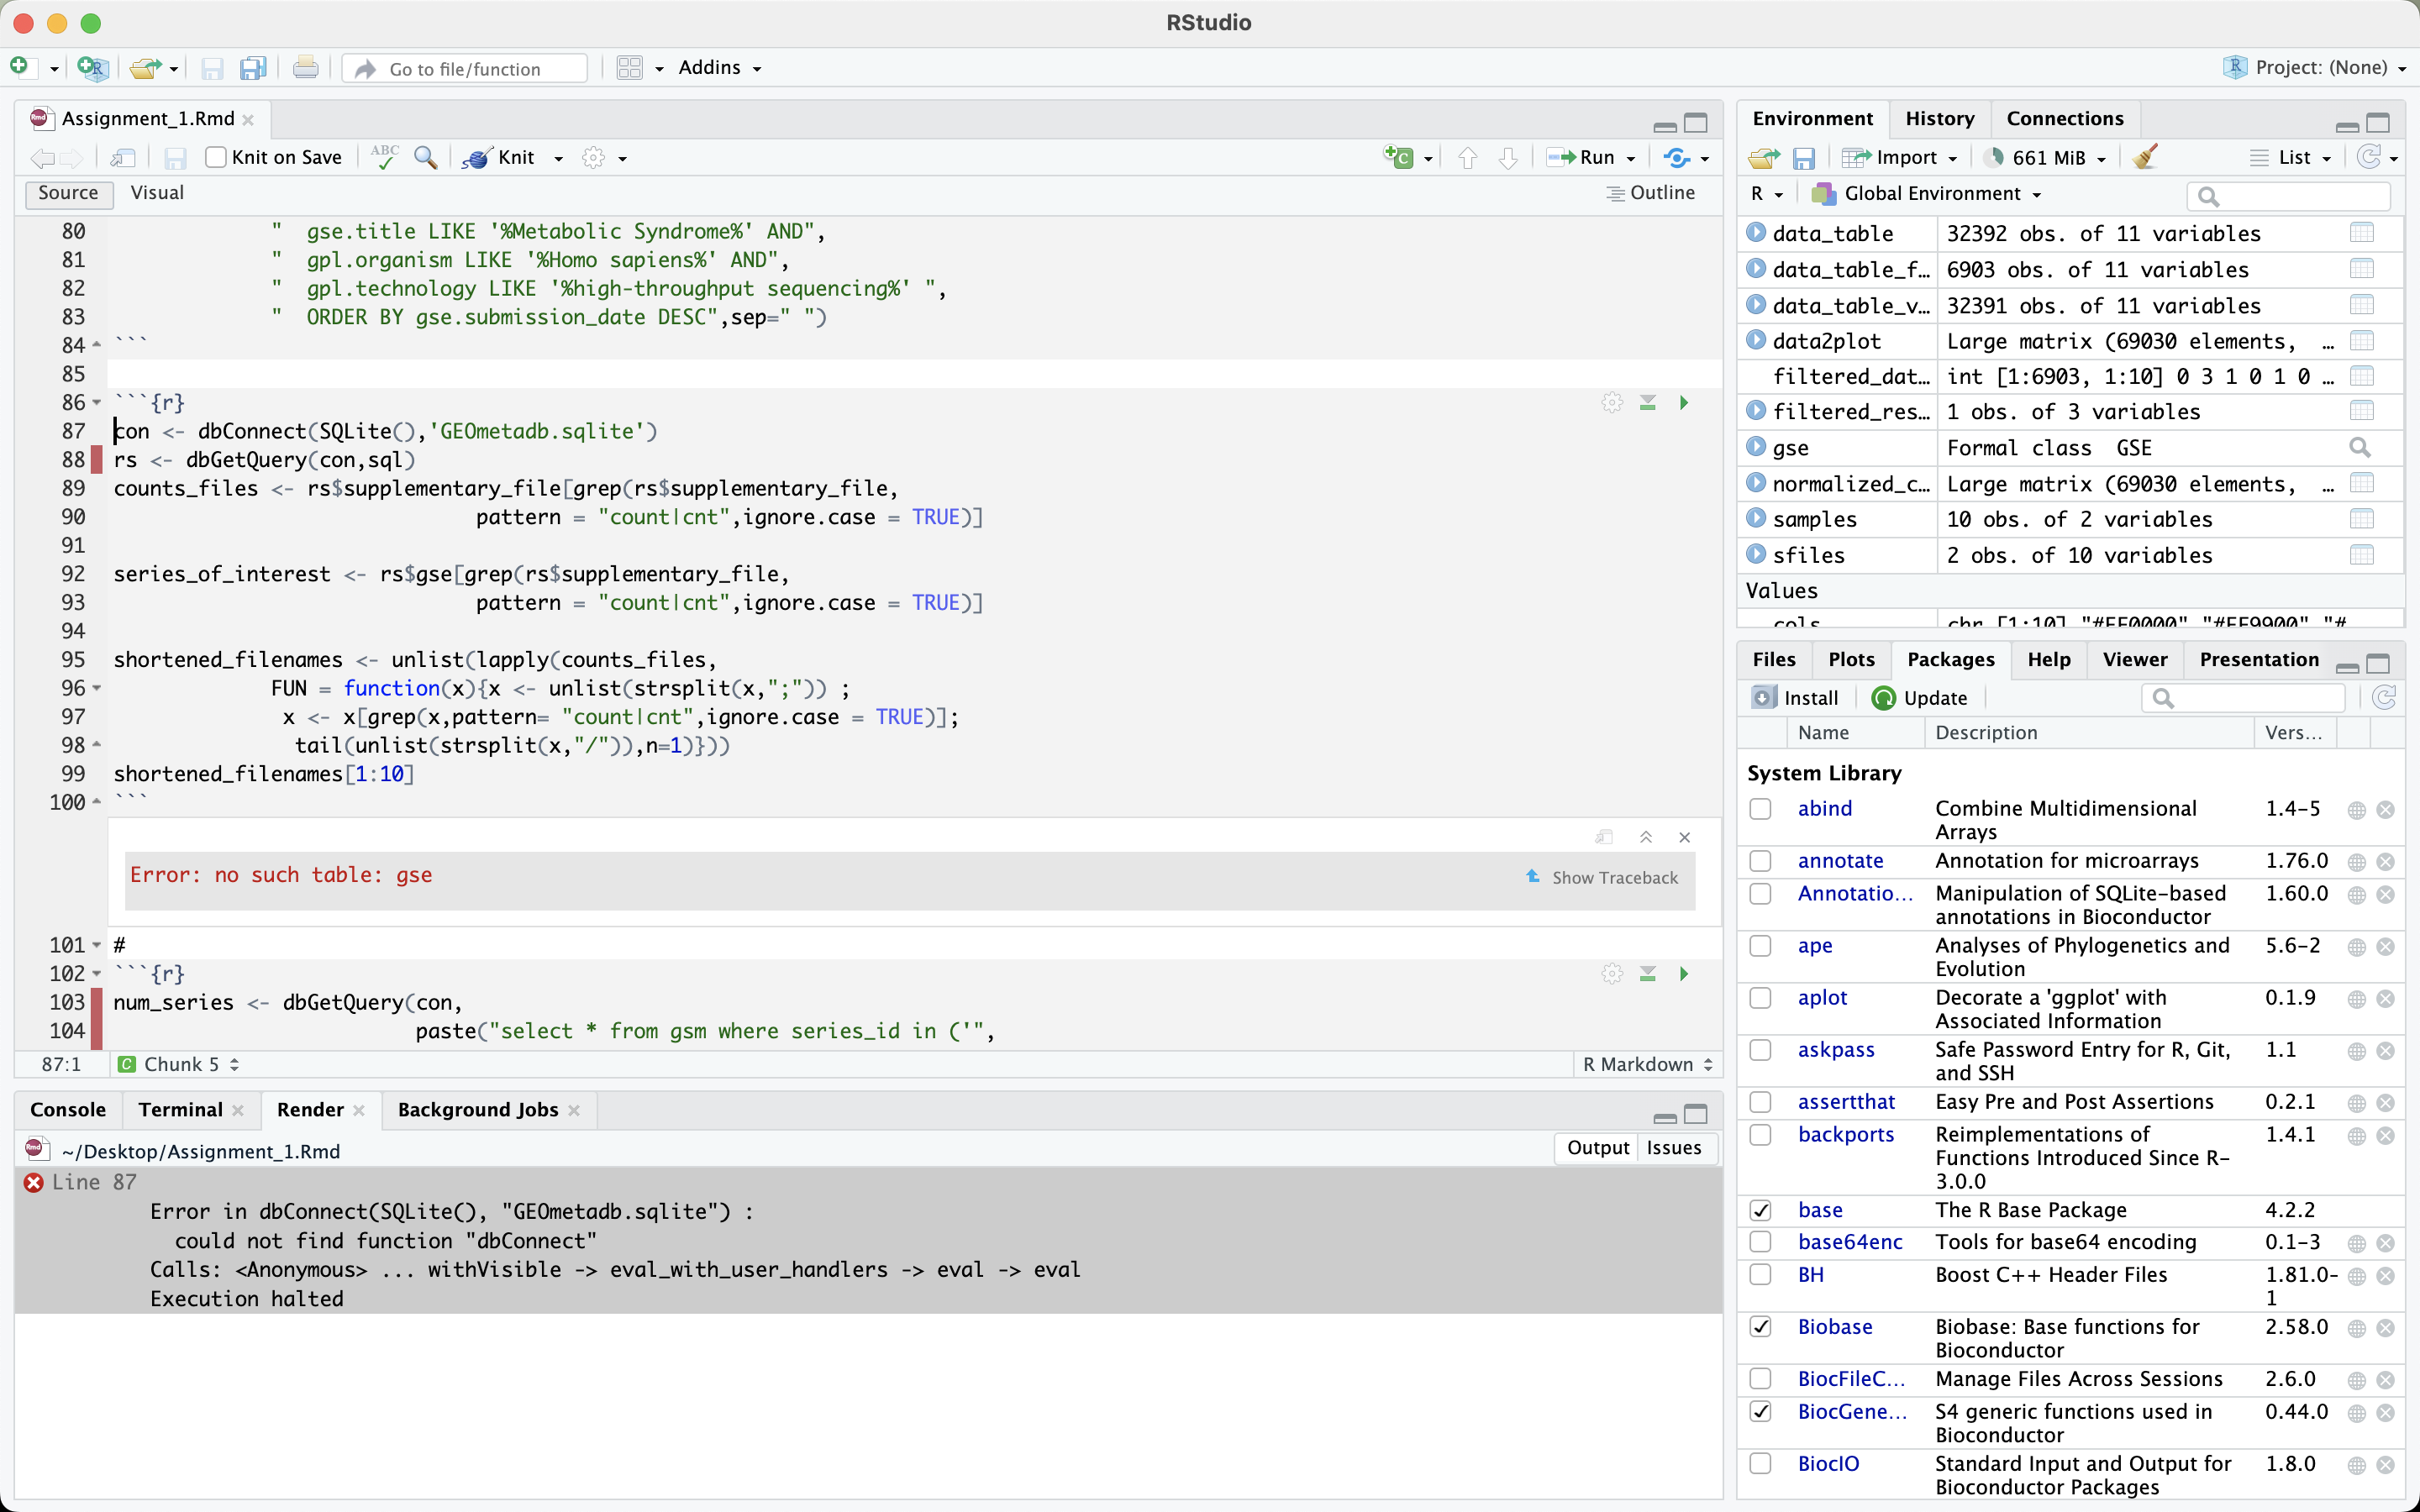 RStudio
Go to file/function
Addins
Project: (None)
Assignment_1.Rmd
Knit on Save
ABC
Knit
Run
Source
Visual
Outline
80 "  gse.title LIKE '%Metabolic Syndrome%' AND",
81 "  gpl.organism LIKE '%Homo sapiens%' AND",
82 "  gpl.technology LIKE '%high-throughput sequencing%' ",
83 "  ORDER BY gse.submission_date DESC",sep=" ")
84 ```
85
86 ```{r}
87 con <- dbConnect(SQLite(),'GEOmetadb.sqlite')
88 rs <- dbGetQuery(con,sql)
89 counts_files <- rs$supplementary_file[grep(rs$supplementary_file,
90 pattern = "count|cnt",ignore.case = TRUE)]
91
92 series_of_interest <- rs$gse[grep(rs$supplementary_file,
93 pattern = "count|cnt",ignore.case = TRUE)]
94
95 shortened_filenames <- unlist(lapply(counts_files,
96 FUN = function(x){x <- unlist(strsplit(x,";")) ;
97 x <- x[grep(x,pattern= "count|cnt",ignore.case = TRUE)];
98 tail(unlist(strsplit(x,"/")),n=1)}))
99 shortened_filenames[1:10]
100 ```
Error: no such table: gse
Show Traceback
101 #
102 ```{r}
103 num_series <- dbGetQuery(con,
104 paste("select * from gsm where series_id in ('",
87:1
C Chunk 5
R Markdown
Console
Terminal
Render
Background Jobs
~/Desktop/Assignment_1.Rmd
Output
Issues
Line 87
Error in dbConnect(SQLite(), "GEOmetadb.sqlite") :
could not find function "dbConnect"
Calls: <Anonymous> ... withVisible -> eval_with_user_handlers -> eval -> eval
Execution halted
Environment
History
Connections
Import
661 MiB
List
R
Global Environment
data_table 32392 obs. of 11 variables
data_table_f… 6903 obs. of 11 variables
data_table_v… 32391 obs. of 11 variables
data2plot Large matrix (69030 elements, …
filtered_dat… int [1:6903, 1:10] 0 3 1 0 1 0 …
filtered_res… 1 obs. of 3 variables
gse Formal class  GSE
normalized_c… Large matrix (69030 elements, …
samples 10 obs. of 2 variables
sfiles 2 obs. of 10 variables
Values
cols chr [1:10] "#FF0000" "#FF9900" "#
Files
Plots
Packages
Help
Viewer
Presentation
Install
Update
Name
Description
Vers…
System Library
abind Combine Multidimensional 1.4-5
Arrays
annotate Annotation for microarrays 1.76.0
Annotatio… Manipulation of SQLite-based 1.60.0
annotations in Bioconductor
ape Analyses of Phylogenetics and 5.6-2
Evolution
aplot Decorate a 'ggplot' with 0.1.9
Associated Information
askpass Safe Password Entry for R, Git, 1.1
and SSH
assertthat Easy Pre and Post Assertions 0.2.1
backports Reimplementations of 1.4.1
Functions Introduced Since R-
3.0.0
base The R Base Package 4.2.2
base64enc Tools for base64 encoding 0.1-3
BH Boost C++ Header Files 1.81.0-
1
Biobase Biobase: Base functions for 2.58.0
Bioconductor
BiocFileC… Manage Files Across Sessions 2.6.0
BiocGene… S4 generic functions used in 0.44.0
Bioconductor
BiocIO Standard Input and Output for 1.8.0
Bioconductor Packages